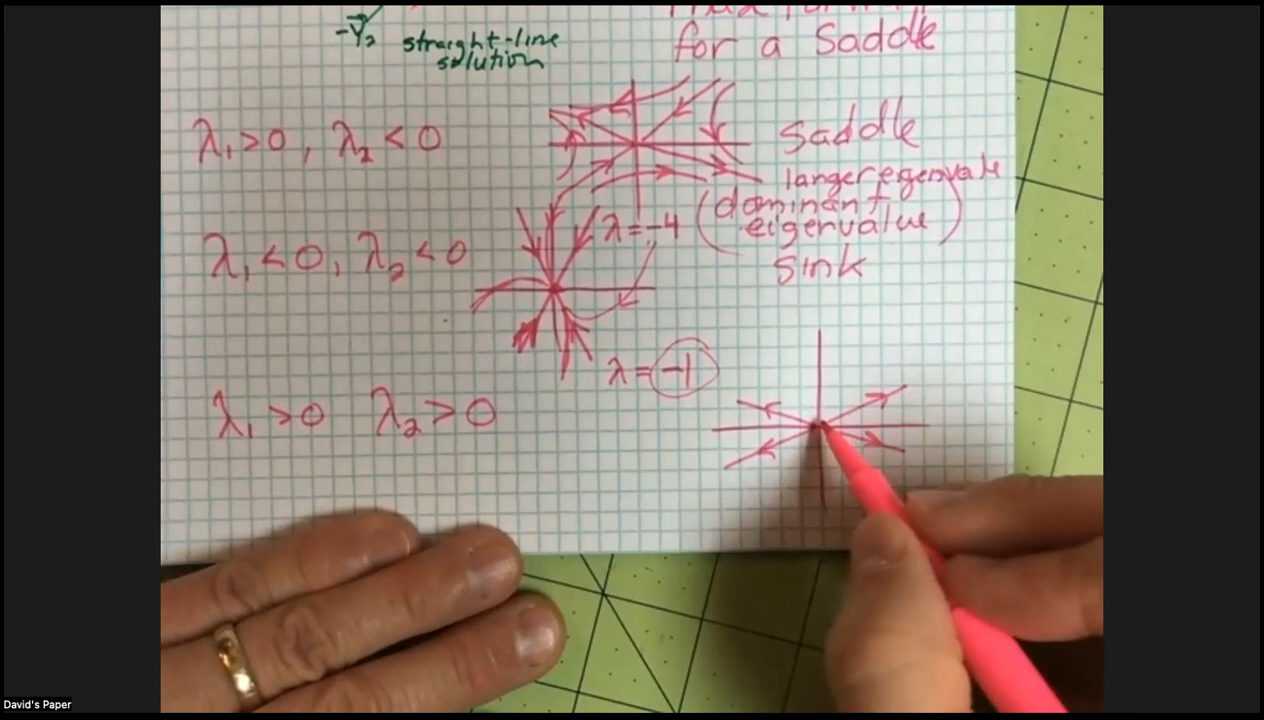 -Y₂ straight-line
solution
for a Saddle
λ₁>0, λ₂<0
Saddle
larger eigenvale
(dominant
eigenvalue)
λ=-4
λ₁<0, λ₂<0
sink
λ=-1
λ₁>0 λ₂>0
David's Paper